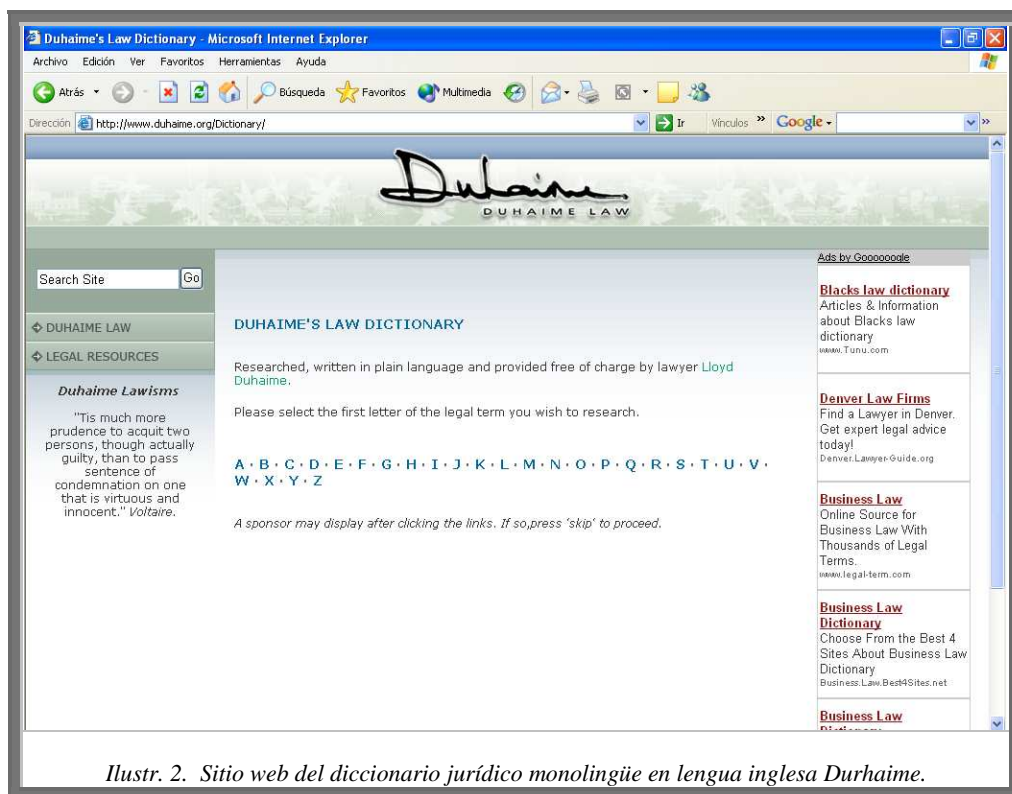 Duhaime's Law Dictionary - Microsoft Internet Explorer
Archivo Edición Ver Favoritos Herramientas Ayuda
Atrás Búsqueda Favoritos Multimedia
Dirección http://www.duhaime.org/Dictionary/ Ir Vínculos » Google »
Duhaime
DUHAIME LAW
Search Site Go
DUHAIME LAW
LEGAL RESOURCES
Duhaime Lawisms
"Tis much more
prudence to acquit two
persons, though actually
guilty, than to pass
sentence of
condemnation on one
that is virtuous and
innocent." Voltaire.
DUHAIME'S LAW DICTIONARY
Researched, written in plain language and provided free of charge by lawyer Lloyd
Duhaime.
Please select the first letter of the legal term you wish to research.
A · B · C · D · E · F · G · H · I · J · K · L · M · N · O · P · Q · R · S · T · U · V ·
W · X · Y · Z
A sponsor may display after clicking the links. If so,press 'skip' to proceed.
Ads by Goooooogle
Blacks law dictionary
Articles & Information
about Blacks law
dictionary
www.Tunu.com
Denver Law Firms
Find a Lawyer in Denver.
Get expert legal advice
today!
Denver.Lawyer-Guide.org
Business Law
Online Source for
Business Law With
Thousands of Legal
Terms.
www.legal-term.com
Business Law
Dictionary
Choose From the Best 4
Sites About Business Law
Dictionary
Business.Law.Best4Sites.net
Business Law
Dictionary
Ilustr. 2. Sitio web del diccionario jurídico monolingüe en lengua inglesa Durhaime.